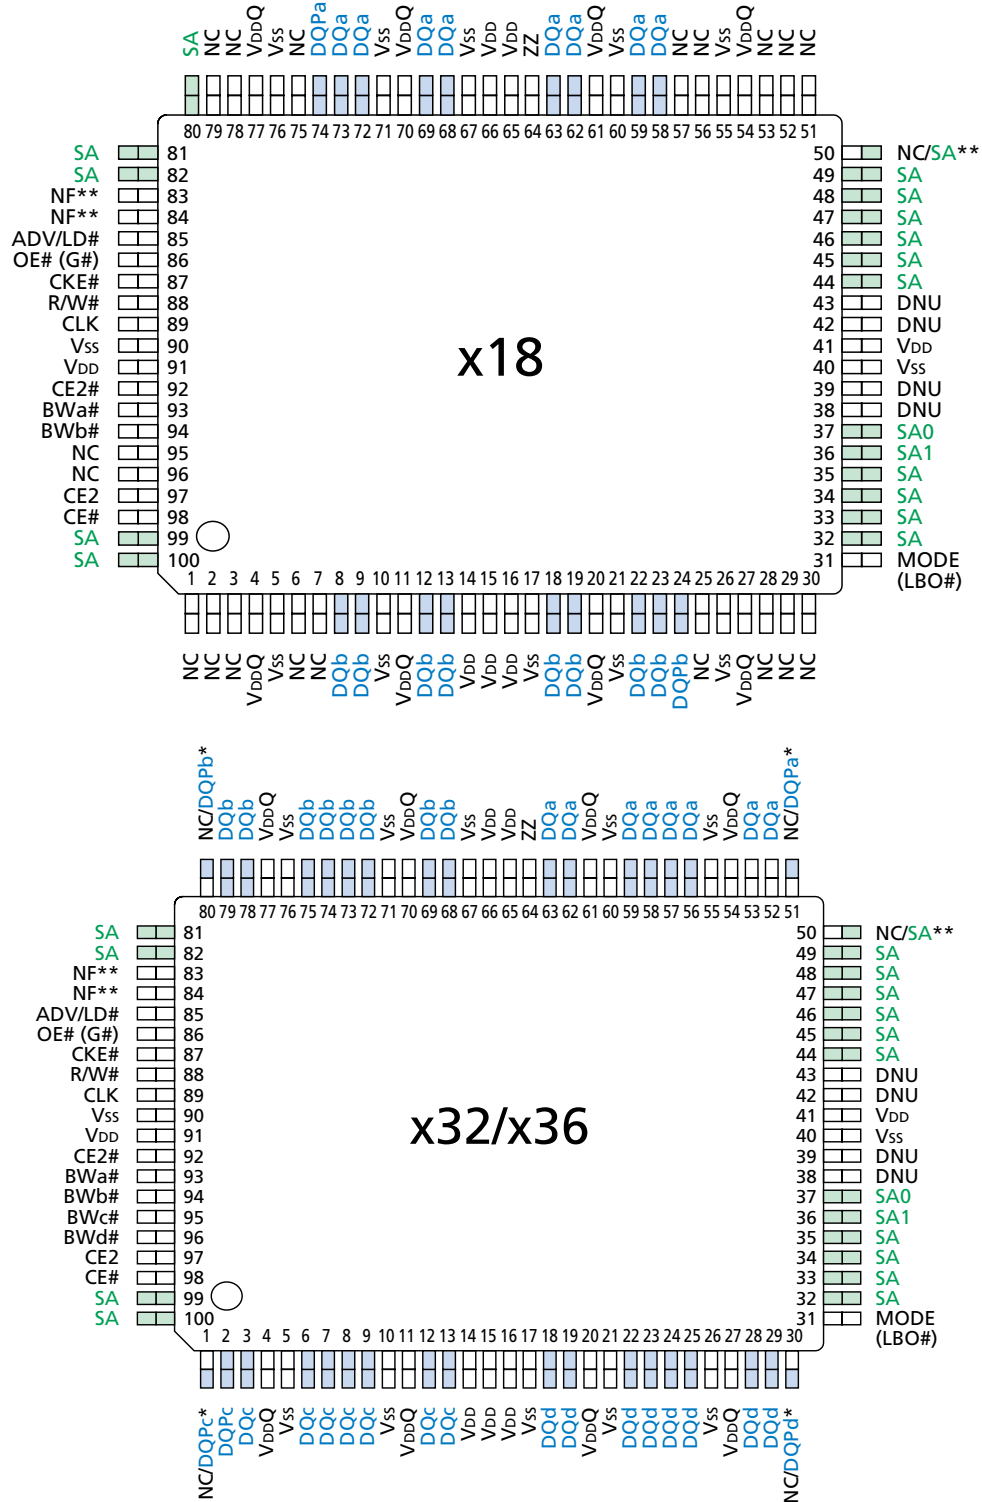 SA NC NC VDDQ VSS NC DQPa DQa DQa VSS VDDQ DQa DQa VSS VDD VDD ZZ DQa DQa VDDQ VSS DQa DQa NC NC VSS VDDQ NC NC NC
80 79 78 77 76 75 74 73 72 71 70 69 68 67 66 65 64 63 62 61 60 59 58 57 56 55 54 53 52 51
SA 81 50 NC/SA**
SA 82 49 SA
NF** 83 48 SA
NF** 84 47 SA
ADV/LD# 85 46 SA
OE# (G#) 86 45 SA
CKE# 87 44 SA
R/W# 88 43 DNU
CLK 89 42 DNU
VSS 90 41 VDD
x18
VDD 91 40 VSS
CE2# 92 39 DNU
BWa# 93 38 DNU
BWb# 94 37 SA0
NC 95 36 SA1
NC 96 35 SA
CE2 97 34 SA
CE# 98 33 SA
SA 99 32 SA
SA 100 31 MODE
(LBO#)
1 2 3 4 5 6 7 8 9 10 11 12 13 14 15 16 17 18 19 20 21 22 23 24 25 26 27 28 29 30
NC NC NC VDDQ VSS NC NC DQb DQb VSS VDDQ DQb DQb VDD VDD VDD VSS DQb DQb VDDQ VSS DQb DQb DQPb NC VSS VDDQ NC NC NC
NC/DQPb* DQb DQb VDDQ VSS DQb DQb DQb DQb VSS VDDQ DQb DQb VSS VDD VDD ZZ DQa DQa VDDQ VSS DQa DQa DQa DQa VSS VDDQ DQa DQa NC/DQPa*
80 79 78 77 76 75 74 73 72 71 70 69 68 67 66 65 64 63 62 61 60 59 58 57 56 55 54 53 52 51
SA 81 50 NC/SA**
SA 82 49 SA
NF** 83 48 SA
NF** 84 47 SA
ADV/LD# 85 46 SA
OE# (G#) 86 45 SA
CKE# 87 44 SA
R/W# 88 43 DNU
CLK 89 42 DNU
VSS 90 41 VDD
x32/x36
VDD 91 40 VSS
CE2# 92 39 DNU
BWa# 93 38 DNU
BWb# 94 37 SA0
BWc# 95 36 SA1
BWd# 96 35 SA
CE2 97 34 SA
CE# 98 33 SA
SA 99 32 SA
SA 100 31 MODE
(LBO#)
1 2 3 4 5 6 7 8 9 10 11 12 13 14 15 16 17 18 19 20 21 22 23 24 25 26 27 28 29 30
NC/DQPc* DQPc DQc VDDQ VSS DQc DQc DQc DQc VSS VDDQ DQc DQc VDD VDD VDD VSS DQd DQd VDDQ VSS DQd DQd DQd DQd VSS VDDQ DQd DQd NC/DQPd*